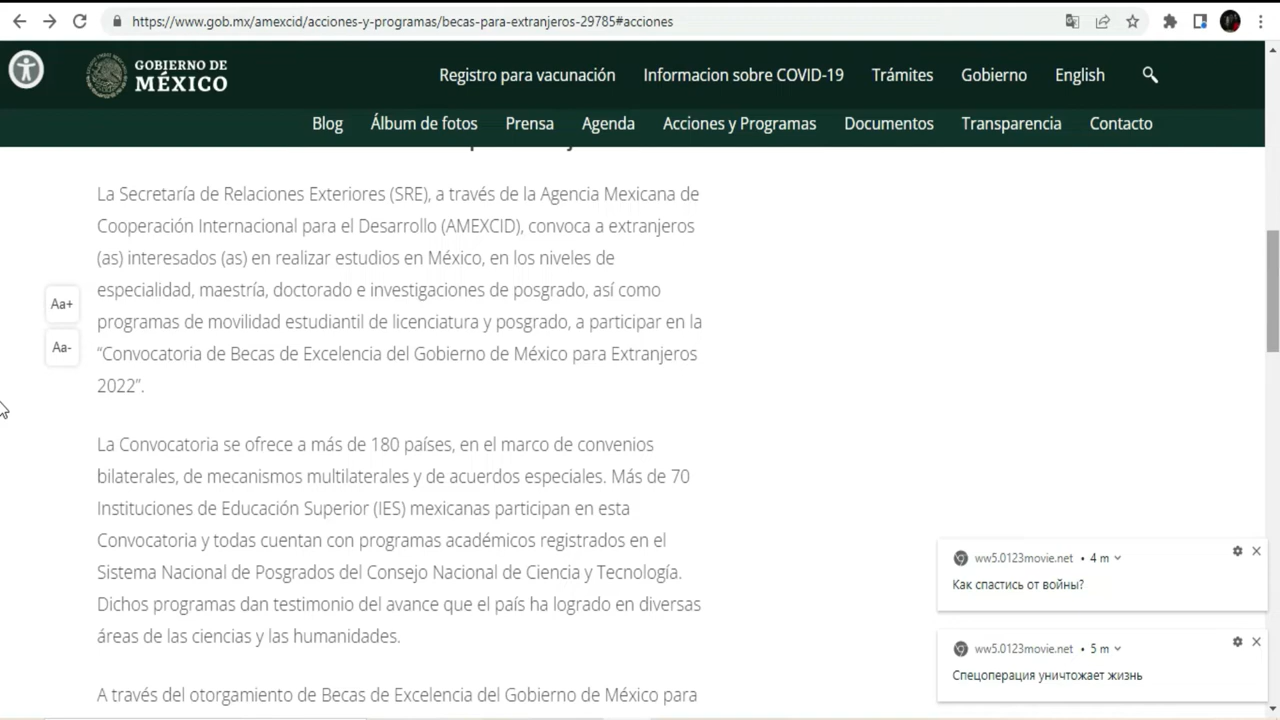 https://www.gob.mx/amexcid/acciones-y-programas/becas-para-extranjeros-29785#acciones
GOBIERNO DE
MÉXICO
Registro para vacunación Informacion sobre COVID-19 Trámites Gobierno English
Blog Álbum de fotos Prensa Agenda Acciones y Programas Documentos Transparencia Contacto
La Secretaría de Relaciones Exteriores (SRE), a través de la Agencia Mexicana de
Cooperación Internacional para el Desarrollo (AMEXCID), convoca a extranjeros
(as) interesados (as) en realizar estudios en México, en los niveles de
especialidad, maestría, doctorado e investigaciones de posgrado, así como
programas de movilidad estudiantil de licenciatura y posgrado, a participar en la
“Convocatoria de Becas de Excelencia del Gobierno de México para Extranjeros
2022”.
Aa+
Aa-
La Convocatoria se ofrece a más de 180 países, en el marco de convenios
bilaterales, de mecanismos multilaterales y de acuerdos especiales. Más de 70
Instituciones de Educación Superior (IES) mexicanas participan en esta
Convocatoria y todas cuentan con programas académicos registrados en el
Sistema Nacional de Posgrados del Consejo Nacional de Ciencia y Tecnología.
Dichos programas dan testimonio del avance que el país ha logrado en diversas
áreas de las ciencias y las humanidades.
A través del otorgamiento de Becas de Excelencia del Gobierno de México para
ww5.0123movie.net • 4 m
Как спастись от войны?
ww5.0123movie.net • 5 m
Спецоперация уничтожает жизнь